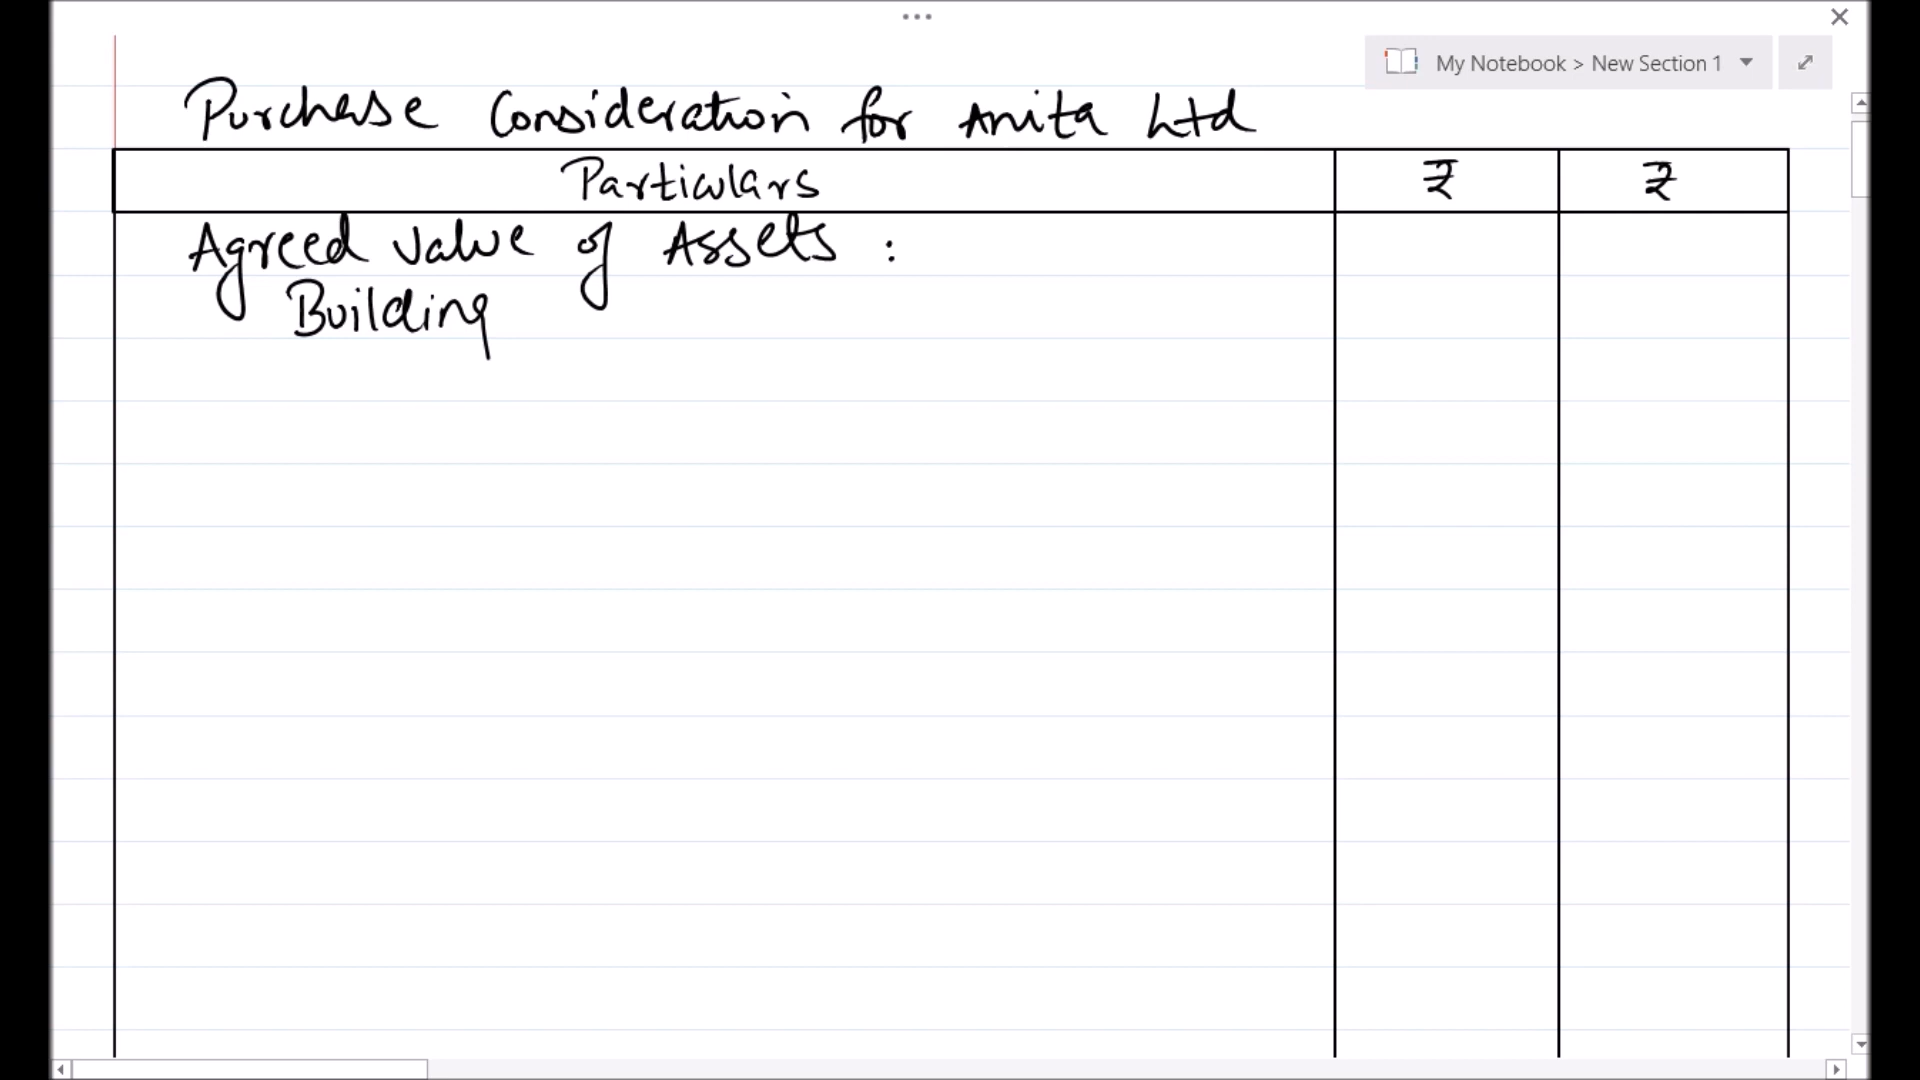 My Notebook > New Section 1
Purchase Consideration for Anita Ltd
Particulars ₹ ₹
Agreed Value of Assets :
Building